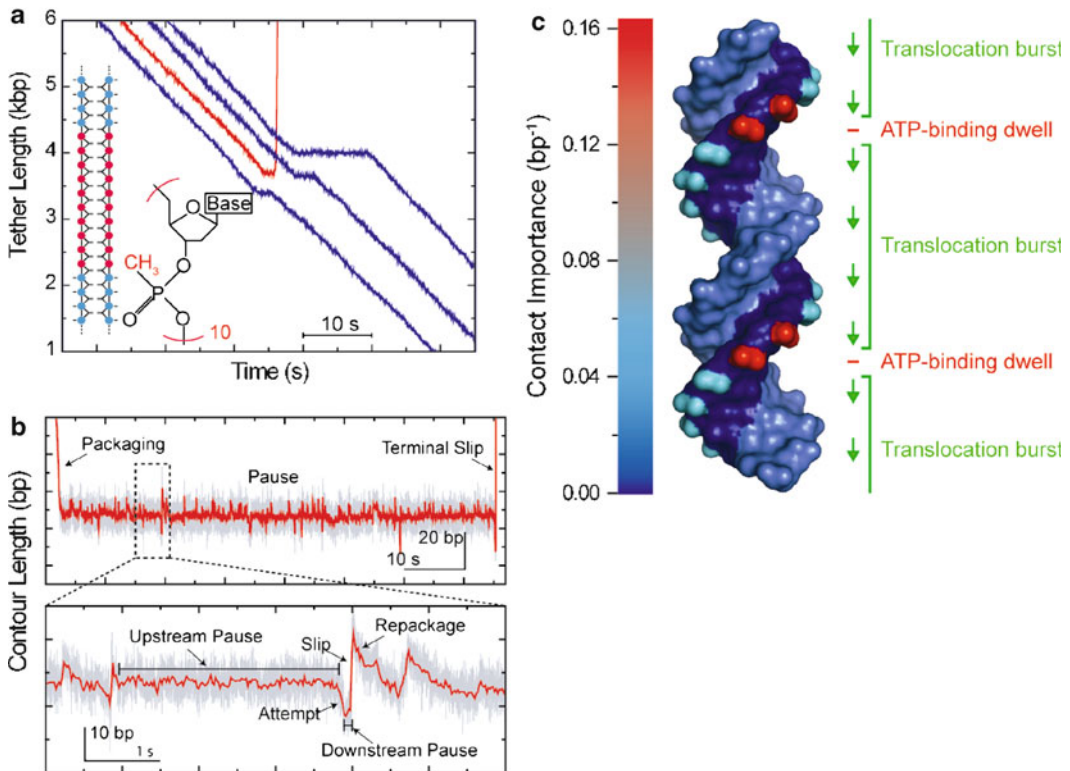 a
Tether Length (kbp)
6
5
4
3
2
1
Base
O
CH3
O
P
O
O
10
10 s
Time (s)
b
Contour Length (bp)
Packaging
Pause
Terminal Slip
20 bp
10 s
Upstream Pause
Slip
Repackage
Attempt
10 bp
1 s
Downstream Pause
c
Contact Importance (bp-1)
0.16
0.12
0.08
0.04
0.00
Translocation burst
ATP-binding dwell
Translocation burst
ATP-binding dwell
Translocation burst